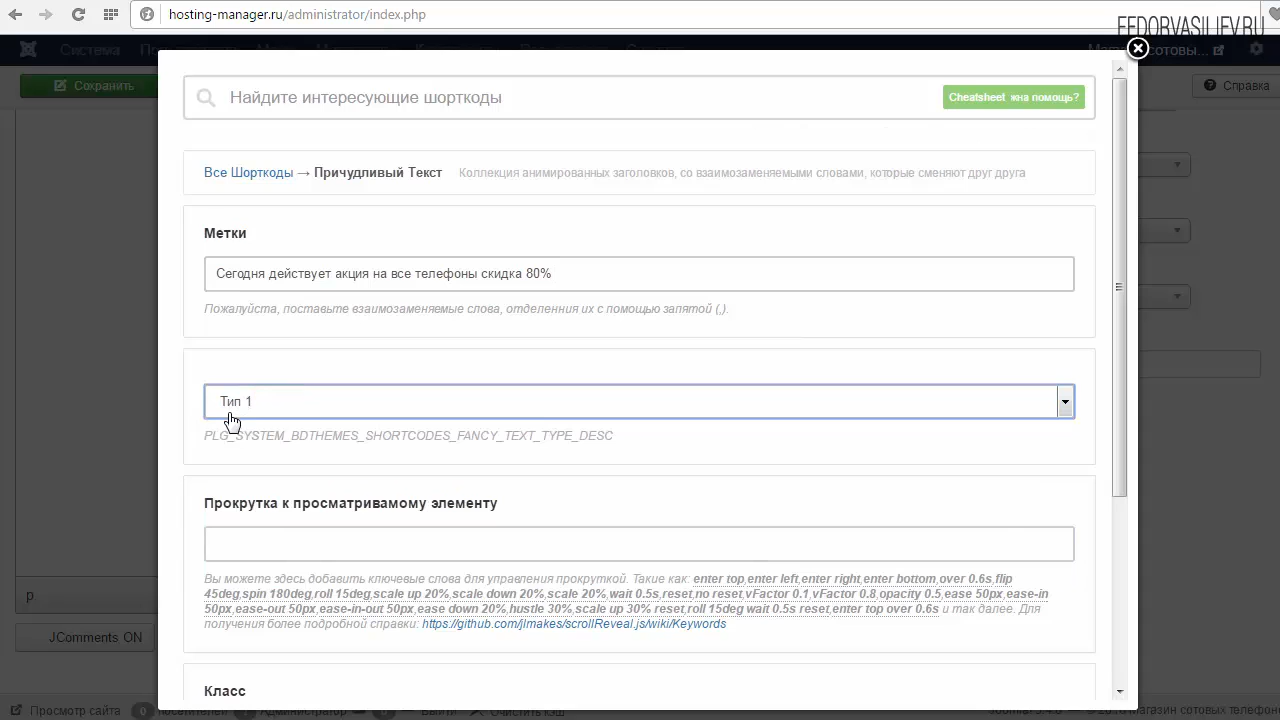 hosting-manager.ru/administrator/index.php
FEDORVASILIEV.RU
Система
Сохранить
Справка
Найдите интересующие шорткоды
Cheatsheet
жна помощь?
Все Шорткоды → Причудливый Текст Коллекция анимированных заголовков, со взаимозаменяемыми словами, которые сменяют друг друга
Метки
Сегодня действует акция на все телефоны скидка 80%
Пожалуйста, поставьте взаимозаменяемые слова, отделенния их с помощью запятой (,).
Тип 1
PLG_SYSTEM_BDTHEMES_SHORTCODES_FANCY_TEXT_TYPE_DESC
Прокрутка к просматривамому элементу
Вы можете здесь добавить ключевые слова для управления прокруткой. Такие как: enter top,enter left,enter right,enter bottom,over 0.6s,flip
45deg,spin 180deg,roll 15deg,scale up 20%,scale down 20%,scale 20%,wait 0.5s,reset,no reset,vFactor 0.1,vFactor 0.8,opacity 0.5,ease 50px,ease-in
50px,ease-out 50px,ease-in-out 50px,ease down 20%,hustle 30%,scale up 30% reset,roll 15deg wait 0.5s reset,enter top over 0.6s и так далее. Для
получения более подробной справки: https://github.com/jlmakes/scrollReveal.js/wiki/Keywords
p
JComments ON
Класс
Просмотр сайта 0